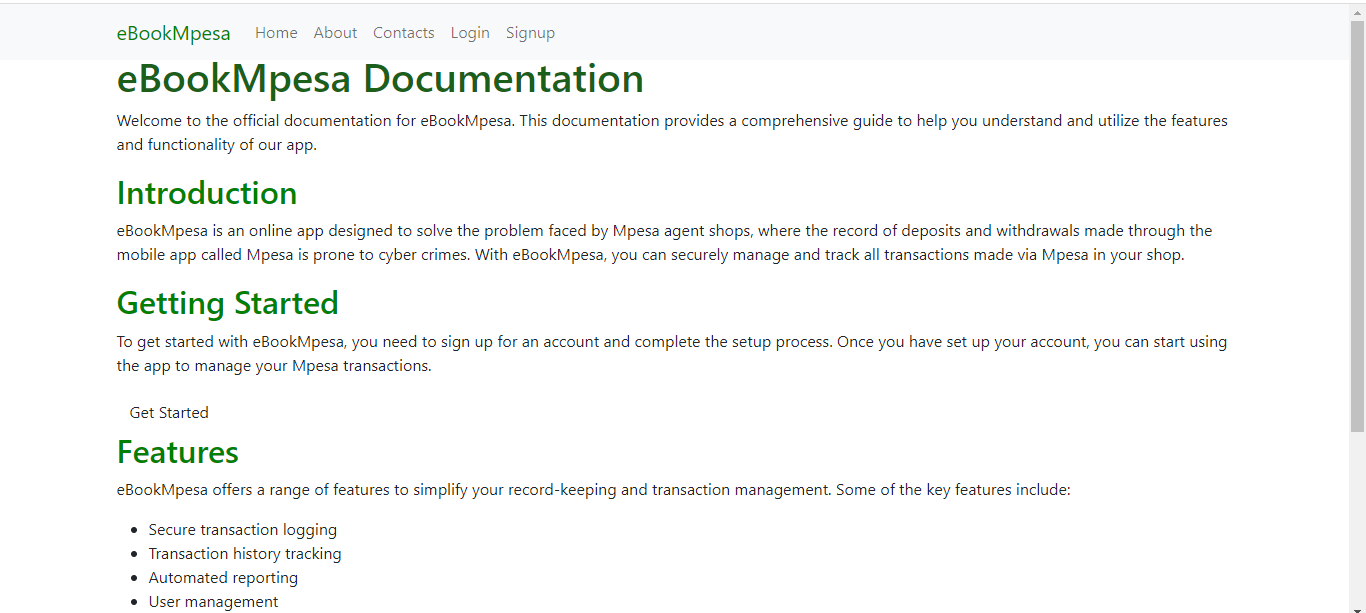 eBookMpesa Home About Contacts Login Signup
eBookMpesa Documentation
Welcome to the official documentation for eBookMpesa. This documentation provides a comprehensive guide to help you understand and utilize the features
and functionality of our app.
Introduction
eBookMpesa is an online app designed to solve the problem faced by Mpesa agent shops, where the record of deposits and withdrawals made through the
mobile app called Mpesa is prone to cyber crimes. With eBookMpesa, you can securely manage and track all transactions made via Mpesa in your shop.
Getting Started
To get started with eBookMpesa, you need to sign up for an account and complete the setup process. Once you have set up your account, you can start using
the app to manage your Mpesa transactions.
Get Started
Features
eBookMpesa offers a range of features to simplify your record-keeping and transaction management. Some of the key features include:
• Secure transaction logging
• Transaction history tracking
• Automated reporting
• User management